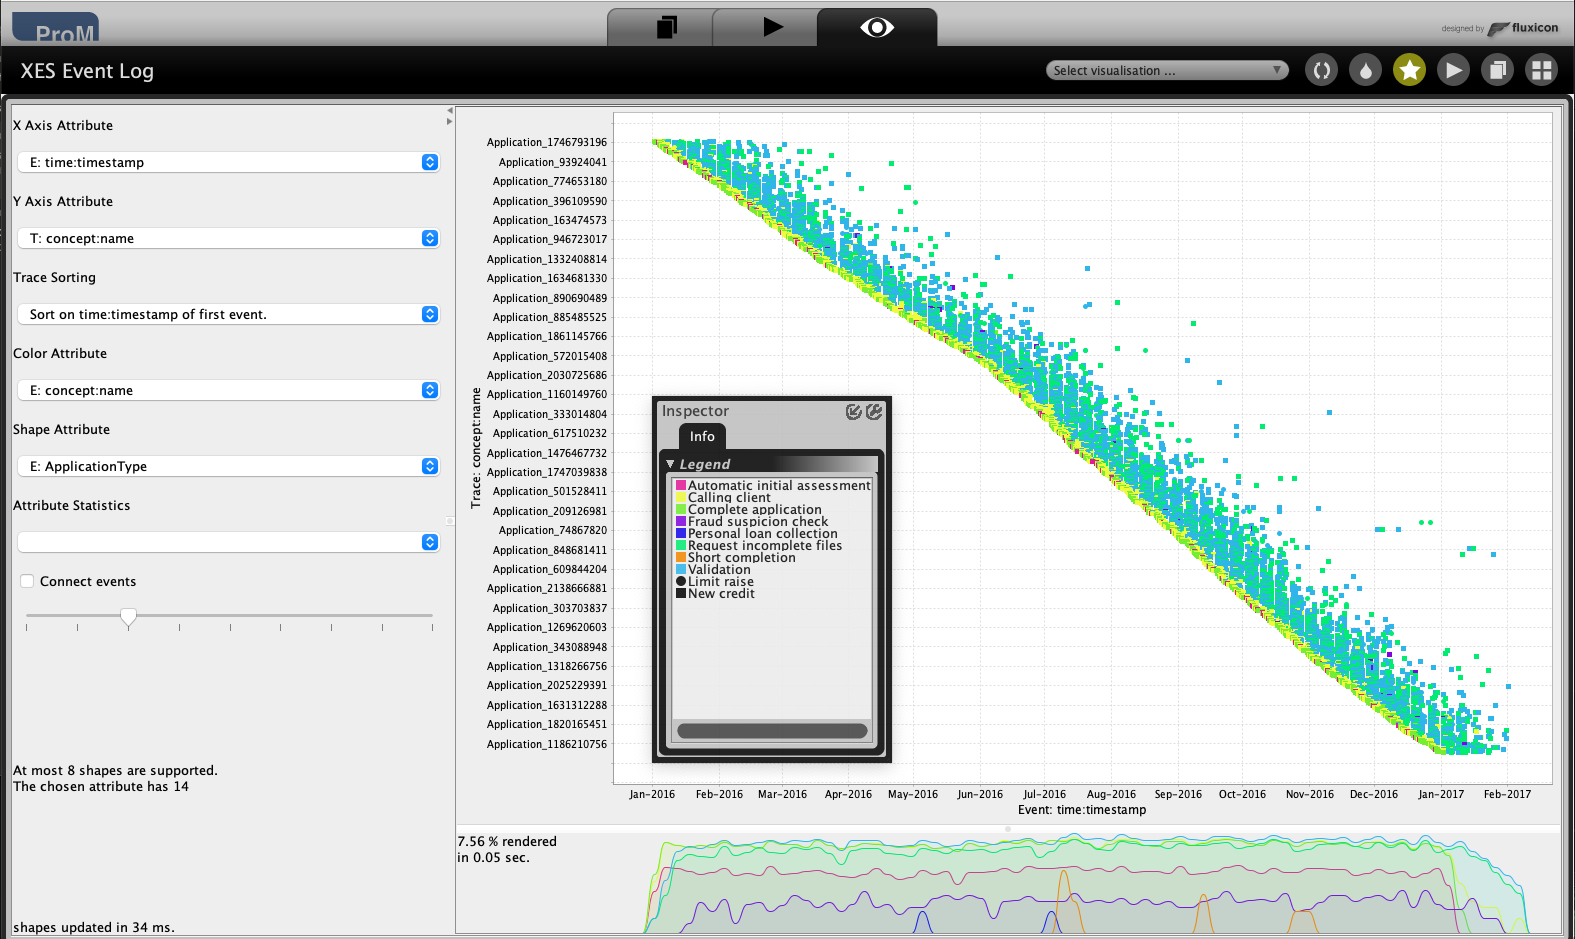 ProM
designed by fluxicon
XES Event Log
Select visualisation ...
X Axis Attribute
E: time:timestamp
Y Axis Attribute
T: concept:name
Trace Sorting
Sort on time:timestamp of first event.
Color Attribute
E: concept:name
Shape Attribute
E: ApplicationType
Attribute Statistics
Connect events
At most 8 shapes are supported.
The chosen attribute has 14
shapes updated in 34 ms.
Trace: concept:name
Application_1746793196
Application_93924041
Application_774653180
Application_396109590
Application_163474573
Application_946723017
Application_1332408814
Application_1634681330
Application_890690489
Application_885485525
Application_1861145766
Application_572015408
Application_2030725686
Application_1160149760
Application_333014804
Application_617510232
Application_1476467732
Application_1747039838
Application_501528411
Application_209126981
Application_74867820
Application_848681411
Application_609844204
Application_2138666881
Application_303703837
Application_1269620603
Application_343088948
Application_1318266756
Application_2025229391
Application_1631312288
Application_1820165451
Application_1186210756
Inspector
Info
Legend
Automatic initial assessment
Calling client
Complete application
Fraud suspicion check
Personal loan collection
Request incomplete files
Short completion
Validation
Limit raise
New credit
Jan-2016 Feb-2016 Mar-2016 Apr-2016 May-2016 Jun-2016 Jul-2016 Aug-2016 Sep-2016 Oct-2016 Nov-2016 Dec-2016 Jan-2017 Feb-2017
Event: time:timestamp
7.56 % rendered
in 0.05 sec.